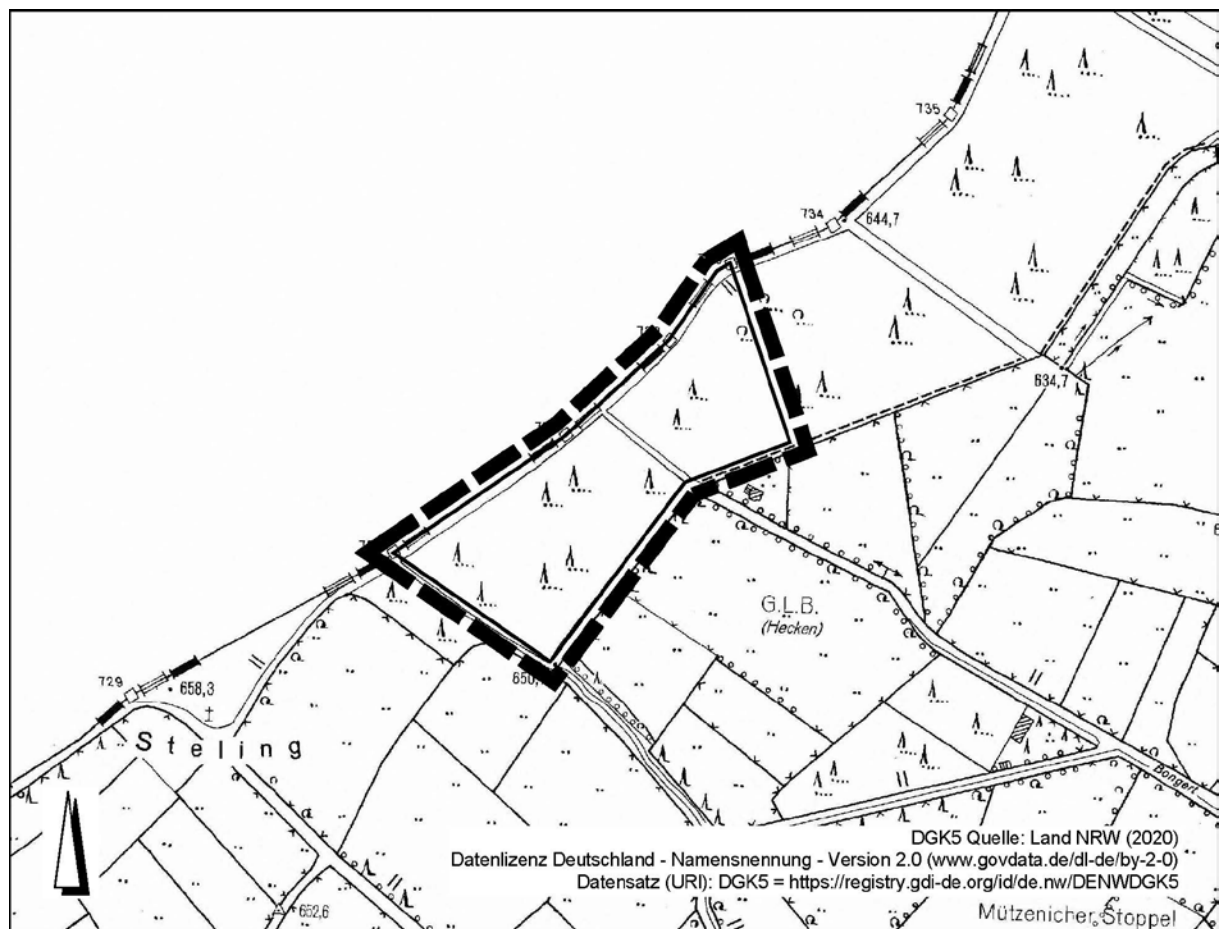 735
734
644,7
634,7
G.L.B.
(Hecken)
729
658,3
Steling
Bongert
DGK5 Quelle: Land NRW (2020)
Datenlizenz Deutschland - Namensnennung - Version 2.0 (www.govdata.de/dl-de/by-2-0)
Datensatz (URI): DGK5 = https://registry.gdi-de.org/id/de.nw/DENWDGK5
652,6
Mützenicher Stoppel